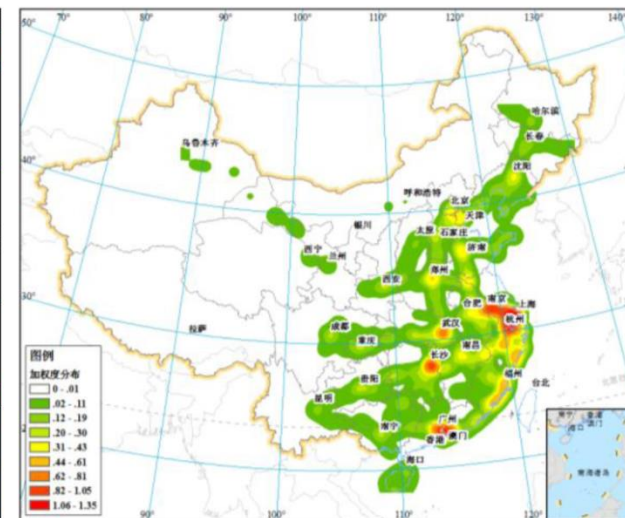 80° 90° 100° 110° 120° 130° 140°
50°
哈尔滨
长春
乌鲁木齐
沈阳
40°
呼和浩特
北京
天津
银川
太原
石家庄
济南
西宁
兰州
西安
郑州
30°
合肥
南京
上海
拉萨
成都
武汉
杭州
重庆
南昌
长沙
图例
加权度分布
贵阳
福州
台北
0 - .01
.02 - .11
昆明
.12 - .19
南宁
广州
.20 - .30
香港
澳门
.31 - .43
海口
.44 - .61
南海诸岛
.62 - .81
.82 - 1.05
1.06 - 1.35
90° 100° 110° 120°